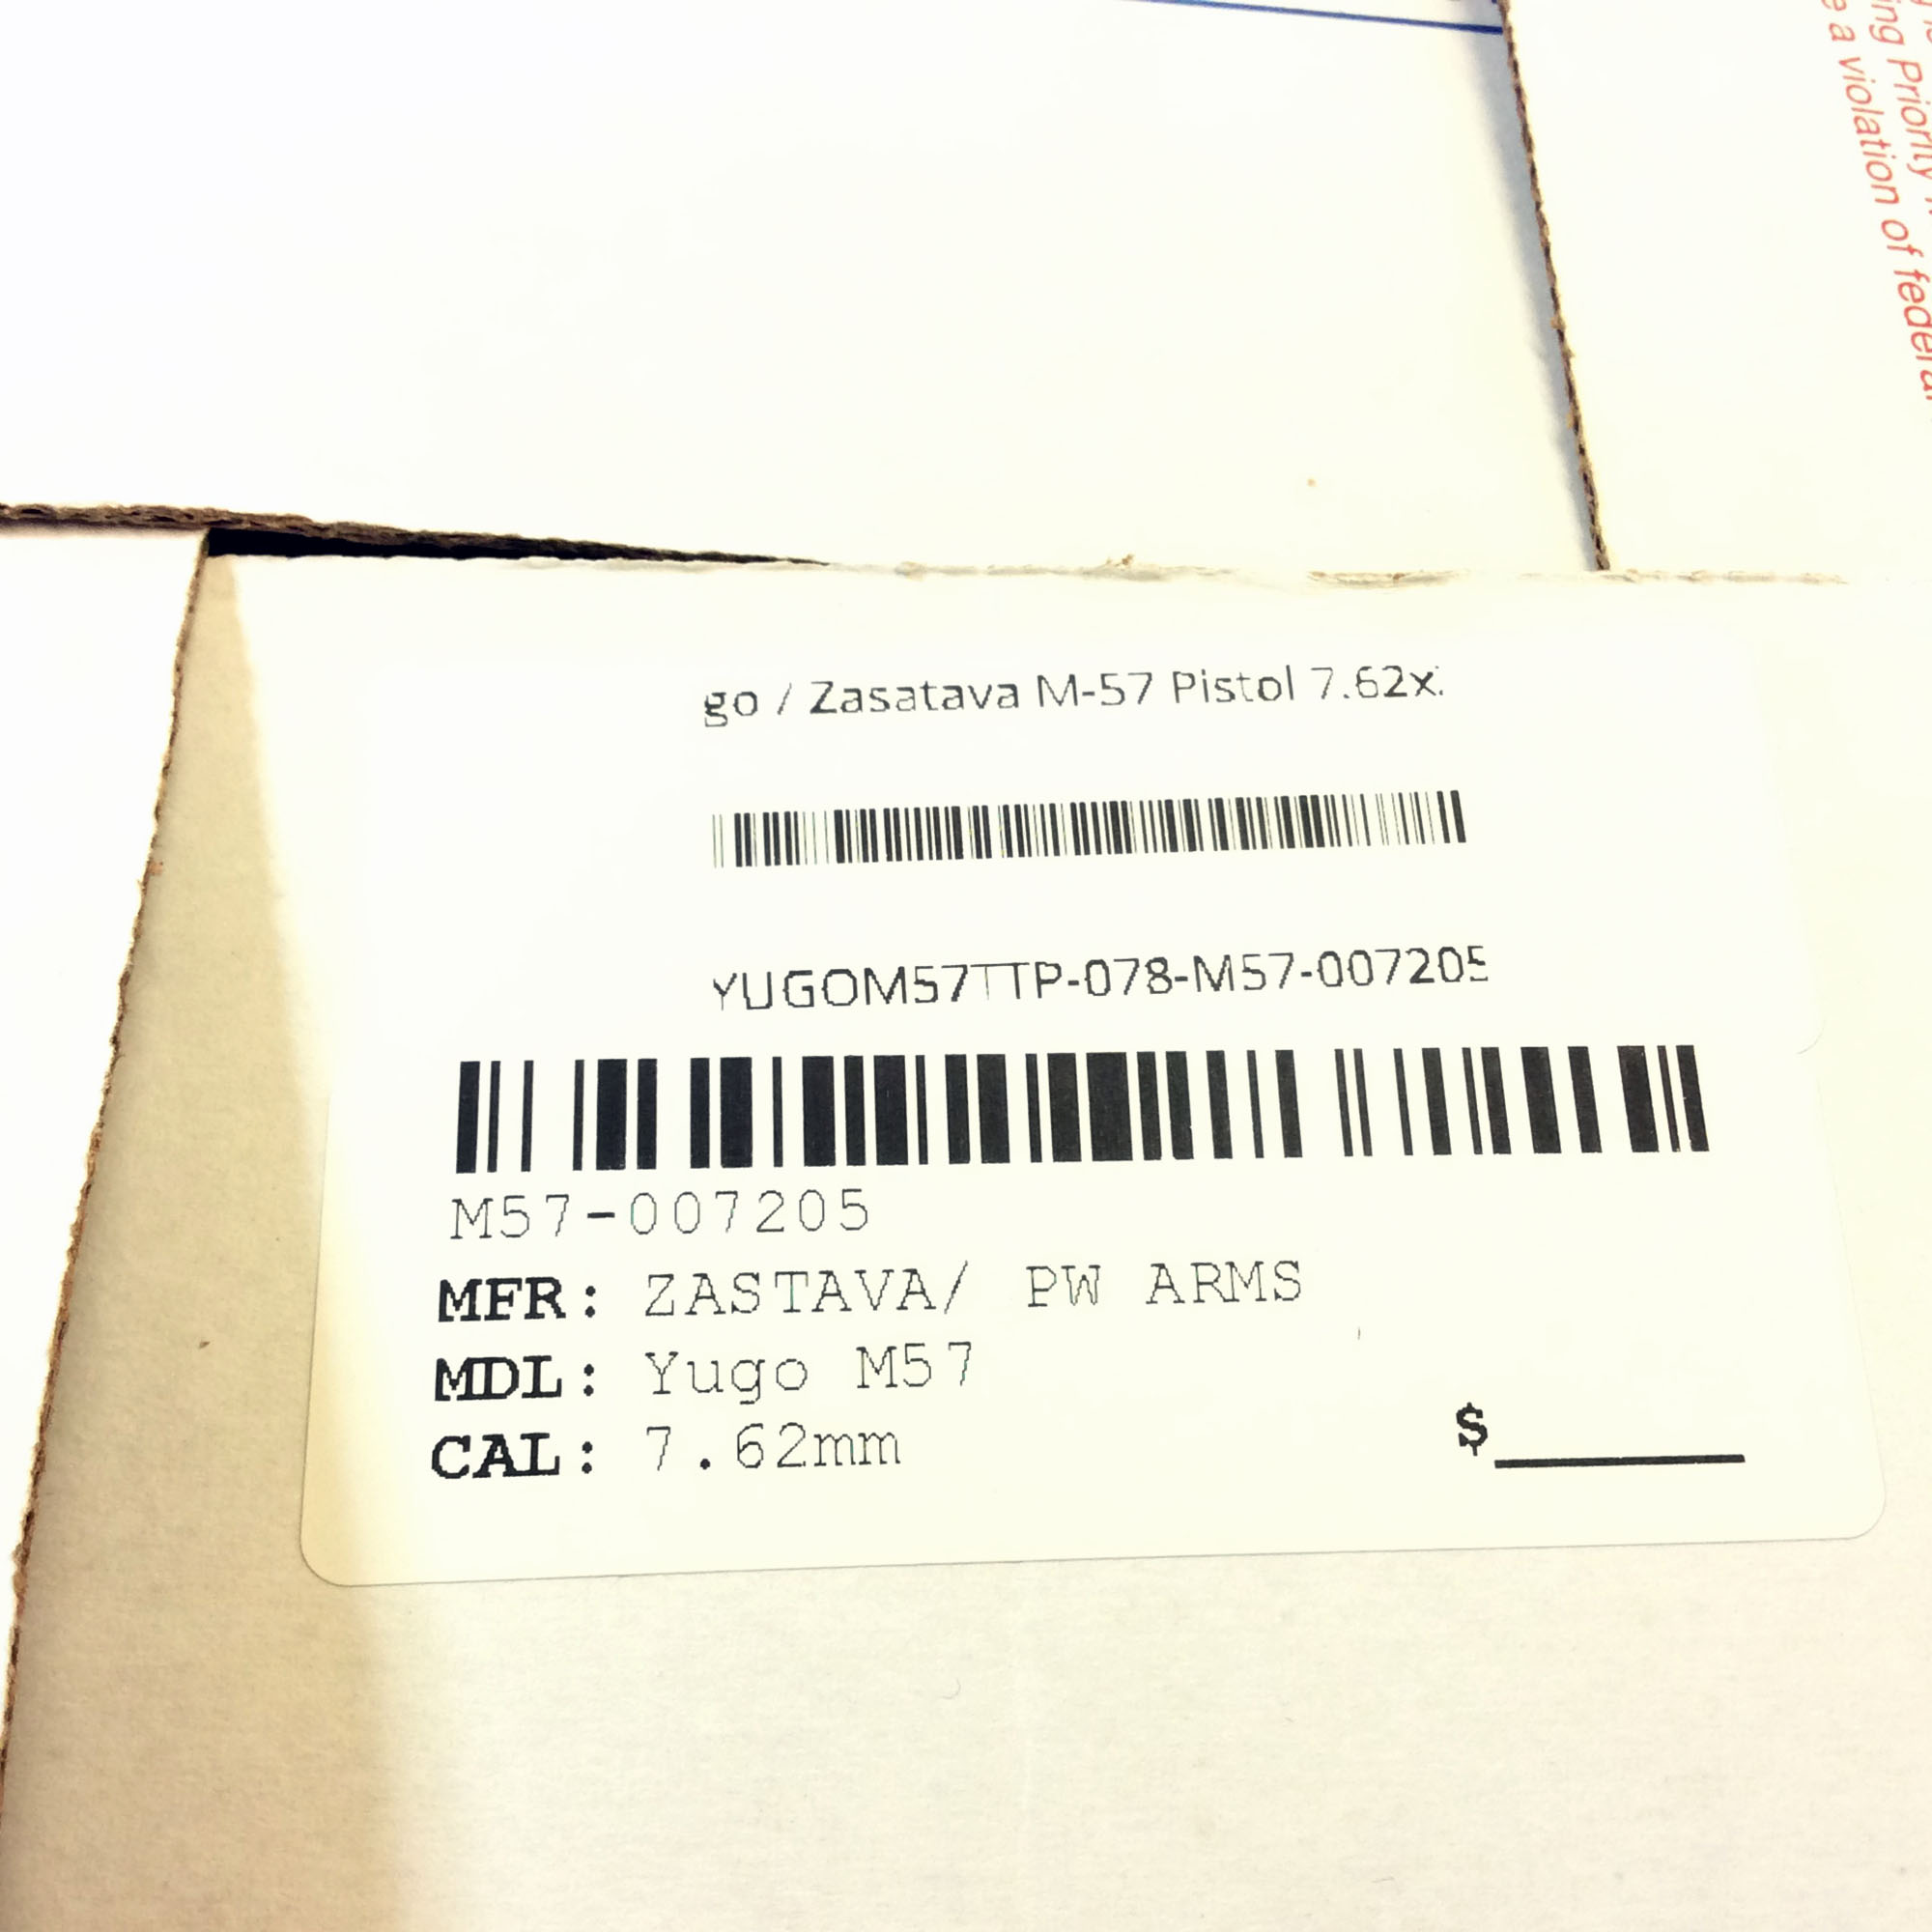 ing Priority
a violation of federal
go / Zasatava M-57 Pistol 7.62x
YUGOM57TTP-078-M57-007205
M57-007205
MFR: ZASTAVA/ PW ARMS
MDL: Yugo M57
CAL: 7.62mm
$